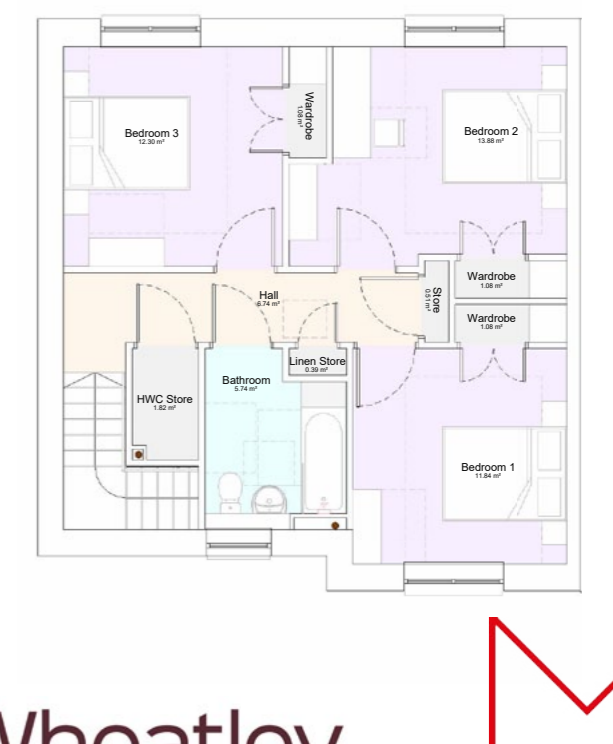 Bedroom 3
12.30 m²
Wardrobe
1.08 m²
Bedroom 2
13.88 m²
Hall
6.74 m²
Store
0.51 m²
Wardrobe
1.08 m²
Wardrobe
1.08 m²
Linen Store
0.39 m²
HWC Store
1.82 m²
Bathroom
5.74 m²
Bedroom 1
11.84 m²
Wheatley